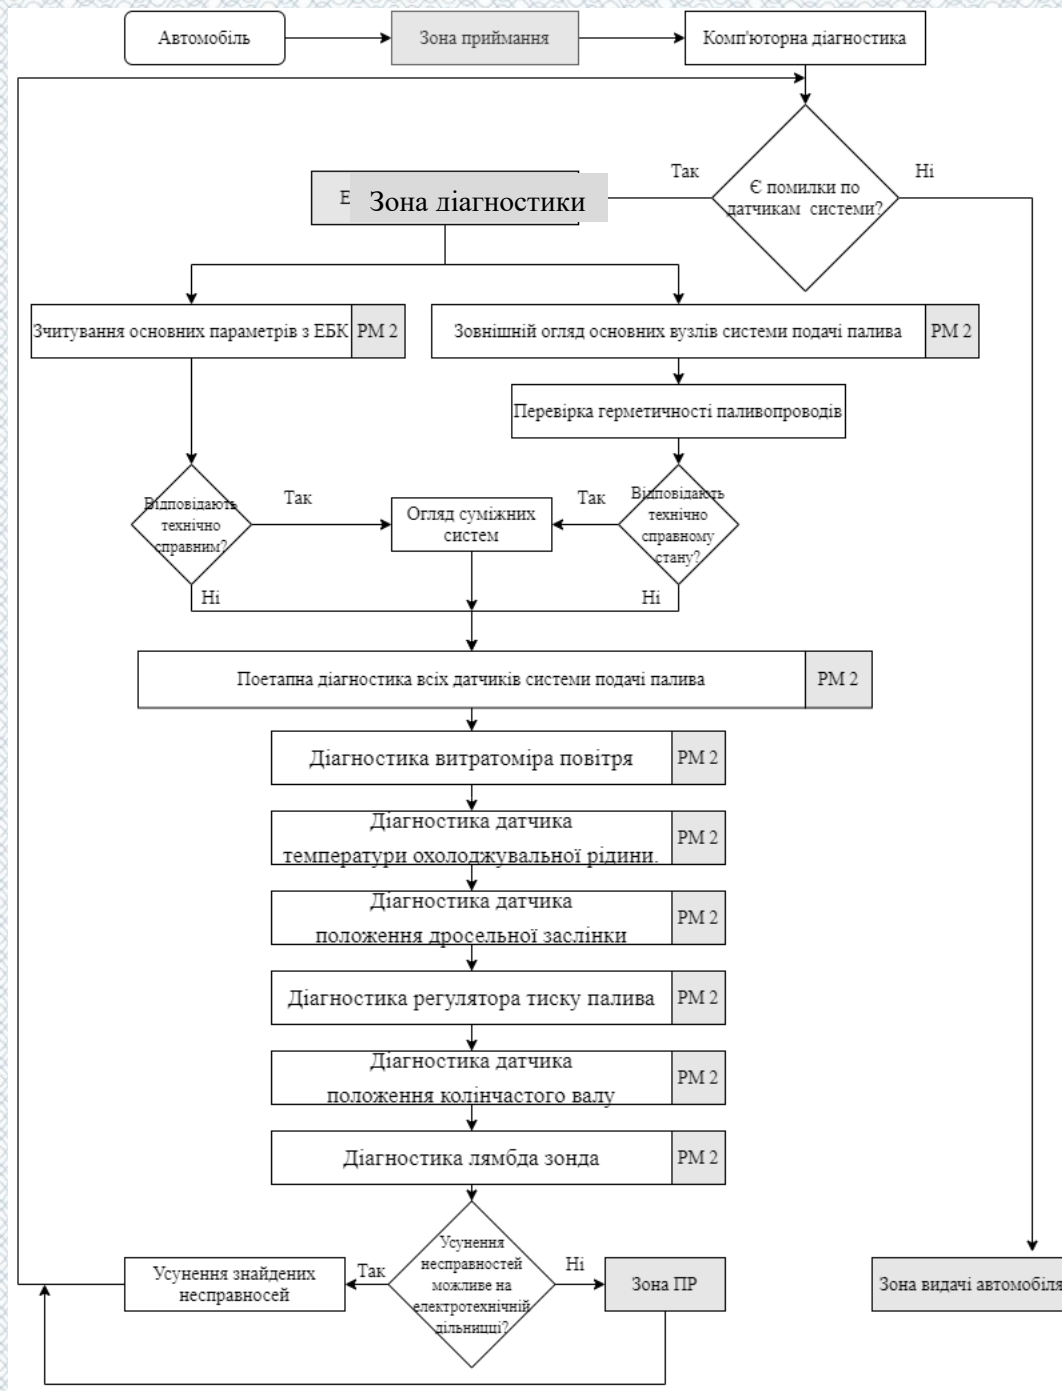 Автомобіль
Зона приймання
Комп'юторна діагностика
Так
Ні
Є помилки по
датчикам системи?
Зона діагностики
Зчитування основних параметрів з ЕБК
РМ 2
Зовнішній огляд основних вузлів системи подачі палива
РМ 2
Перевірка герметичності паливопроводів
Відповідають
технічно
справним?
Так
Огляд суміжних
систем
Так
Відповідають
технічно
справному
стану?
Ні
Ні
Поетапна діагностика всіх датчиків системи подачі палива
РМ 2
Діагностика витратоміра повітря
РМ 2
Діагностика датчика
температури охолоджувальної рідини.
РМ 2
Діагностика датчика
положення дросельної заслінки
РМ 2
Діагностика регулятора тиску палива
РМ 2
Діагностика датчика
положення колінчастого валу
РМ 2
Діагностика лямбда зонда
РМ 2
Усунення знайдених
несправносей
Так
Усунення
несправностей
можливе на
електротехнічній
дільницці?
Ні
Зона ПР
Зона видачі автомобіля